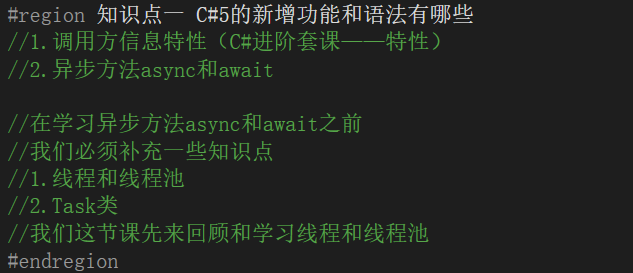 #region 知识点一 C#5的新增功能和语法有哪些
//1.调用方信息特性（C#进阶套课——特性）
//2.异步方法async和await
//在学习异步方法async和await之前
//我们必须补充一些知识点
//1.线程和线程池
//2.Task类
//我们这节课先来回顾和学习线程和线程池
#endregion